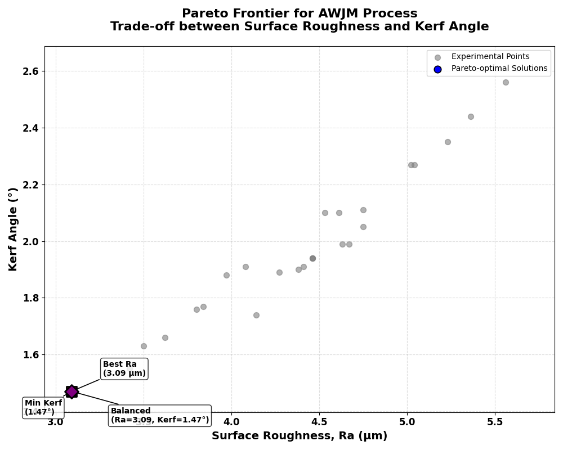 Pareto Frontier for AWJM Process
Trade-off between Surface Roughness and Kerf Angle
Experimental Points
Pareto-optimal Solutions
Kerf Angle (°)
2.6
2.4
2.2
2.0
1.8
1.6
Best Ra
(3.09 μm)
Min Kerf
(1.47°)
Balanced
(Ra=3.09, Kerf=1.47°)
3.0
4.0
4.5
5.0
5.5
Surface Roughness, Ra (μm)